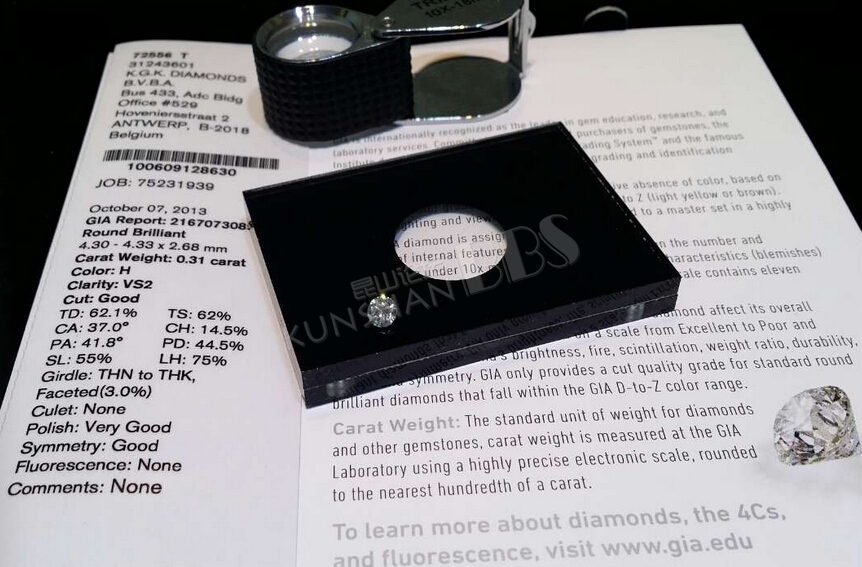 72556 T
31243601
K.G.K. DIAMONDS
B.V.B.A.
Bus 433, Adc Bldg
Office #529
Hoveniersstraat 2
ANTWERP, B-2018
Belgium
100609128630
JOB: 75231939
October 07, 2013
GIA Report: 216707308
Round Brilliant
4.30 - 4.33 x 2.68 mm
Carat Weight: 0.31 carat
Color: H
Clarity: VS2
Cut: Good
TD: 62.1% TS: 62%
CA: 37.0° CH: 14.5%
PA: 41.8° PD: 44.5%
SL: 55% LH: 75%
Girdle: THN to THK,
Faceted(3.0%)
Culet: None
Polish: Very Good
Symmetry: Good
Fluorescence: None
Comments: None
10X-18
internationally recognized as the in gem education, research, and
laboratory services. purchasers of gemstones, the
ading System" and the famous
grading and identification
ve absence of color, based on
to Z (light yellow or brown).
d to a master set in a highly
ghting and view
A diamond is assig
of internal feature
under 10x
n the number and
characteristics (blemishes)
cale contains eleven
KUNSHAN BBS
amond affect its overall
on a scale from Excellent to Poor and
brightness, fire, scintillation, weight ratio, durability,
symmetry. GIA only provides a cut quality grade for standard round
brilliant diamonds that fall within the GIA D-to-Z color range.
Carat Weight: The standard unit of weight for diamonds
and other gemstones, carat weight is measured at the GIA
Laboratory using a highly precise electronic scale, rounded
to the nearest hundredth of a carat.
To learn more about diamonds, the 4Cs,
and fluorescence, visit www.gia.edu